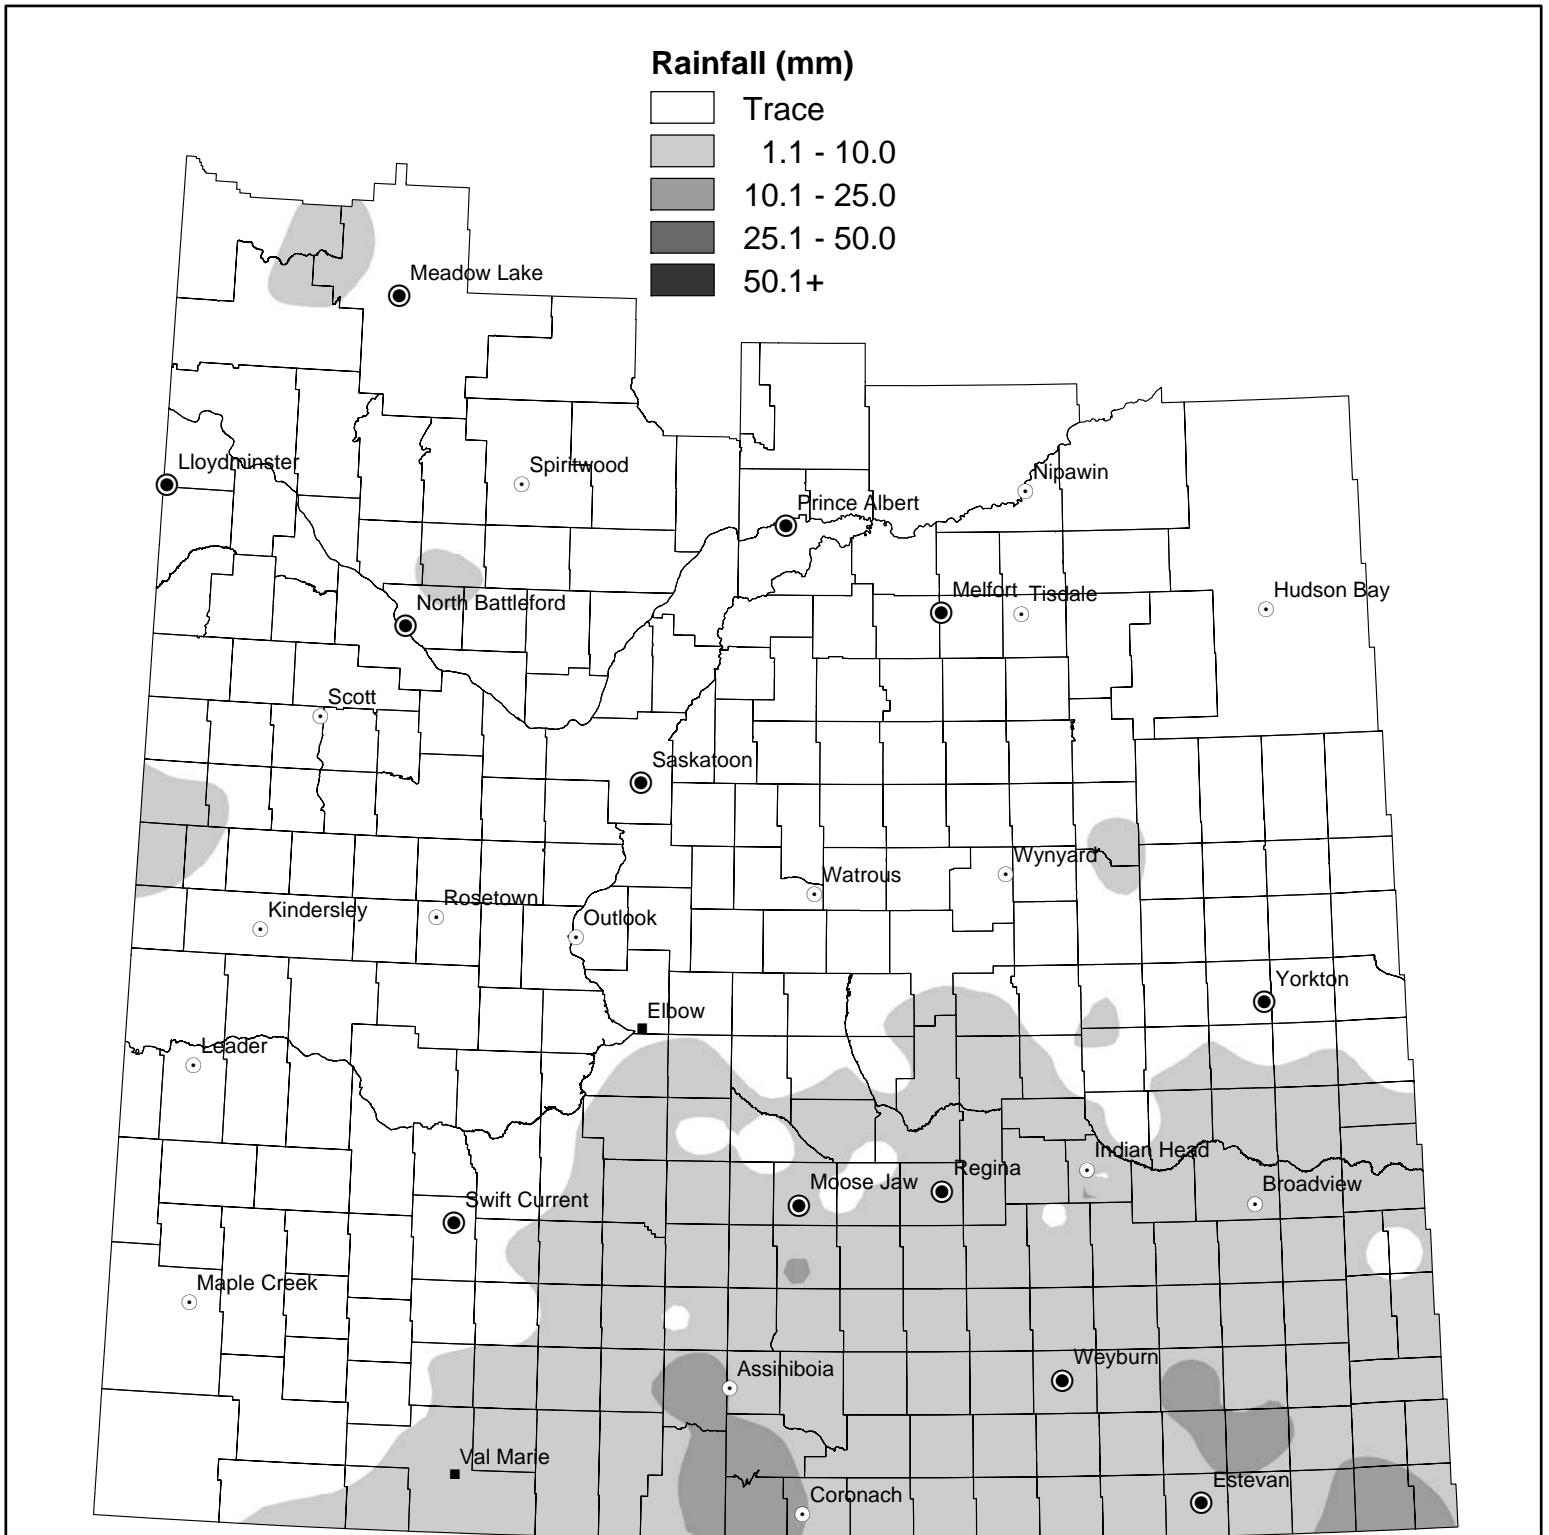 Rainfall (mm)
Trace
1.1 - 10.0
10.1 - 25.0
25.1 - 50.0
50.1+
Meadow Lake
Lloydminster
Spiritwood
Nipawin
Prince Albert
Melfort
Tisdale
Hudson Bay
North Battleford
Scott
Saskatoon
Wynyard
Watrous
Rosetown
Kindersley
Outlook
Yorkton
Elbow
Leader
Indian Head
Regina
Moose Jaw
Broadview
Swift Current
Maple Creek
Weyburn
Assiniboia
Val Marie
Estevan
Coronach